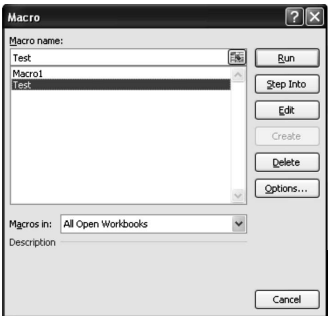 Macro
Macro name:
Test
Macro1
Test
Run
Step Into
Edit
Create
Delete
Options...
Macros in: All Open Workbooks
Description
Cancel